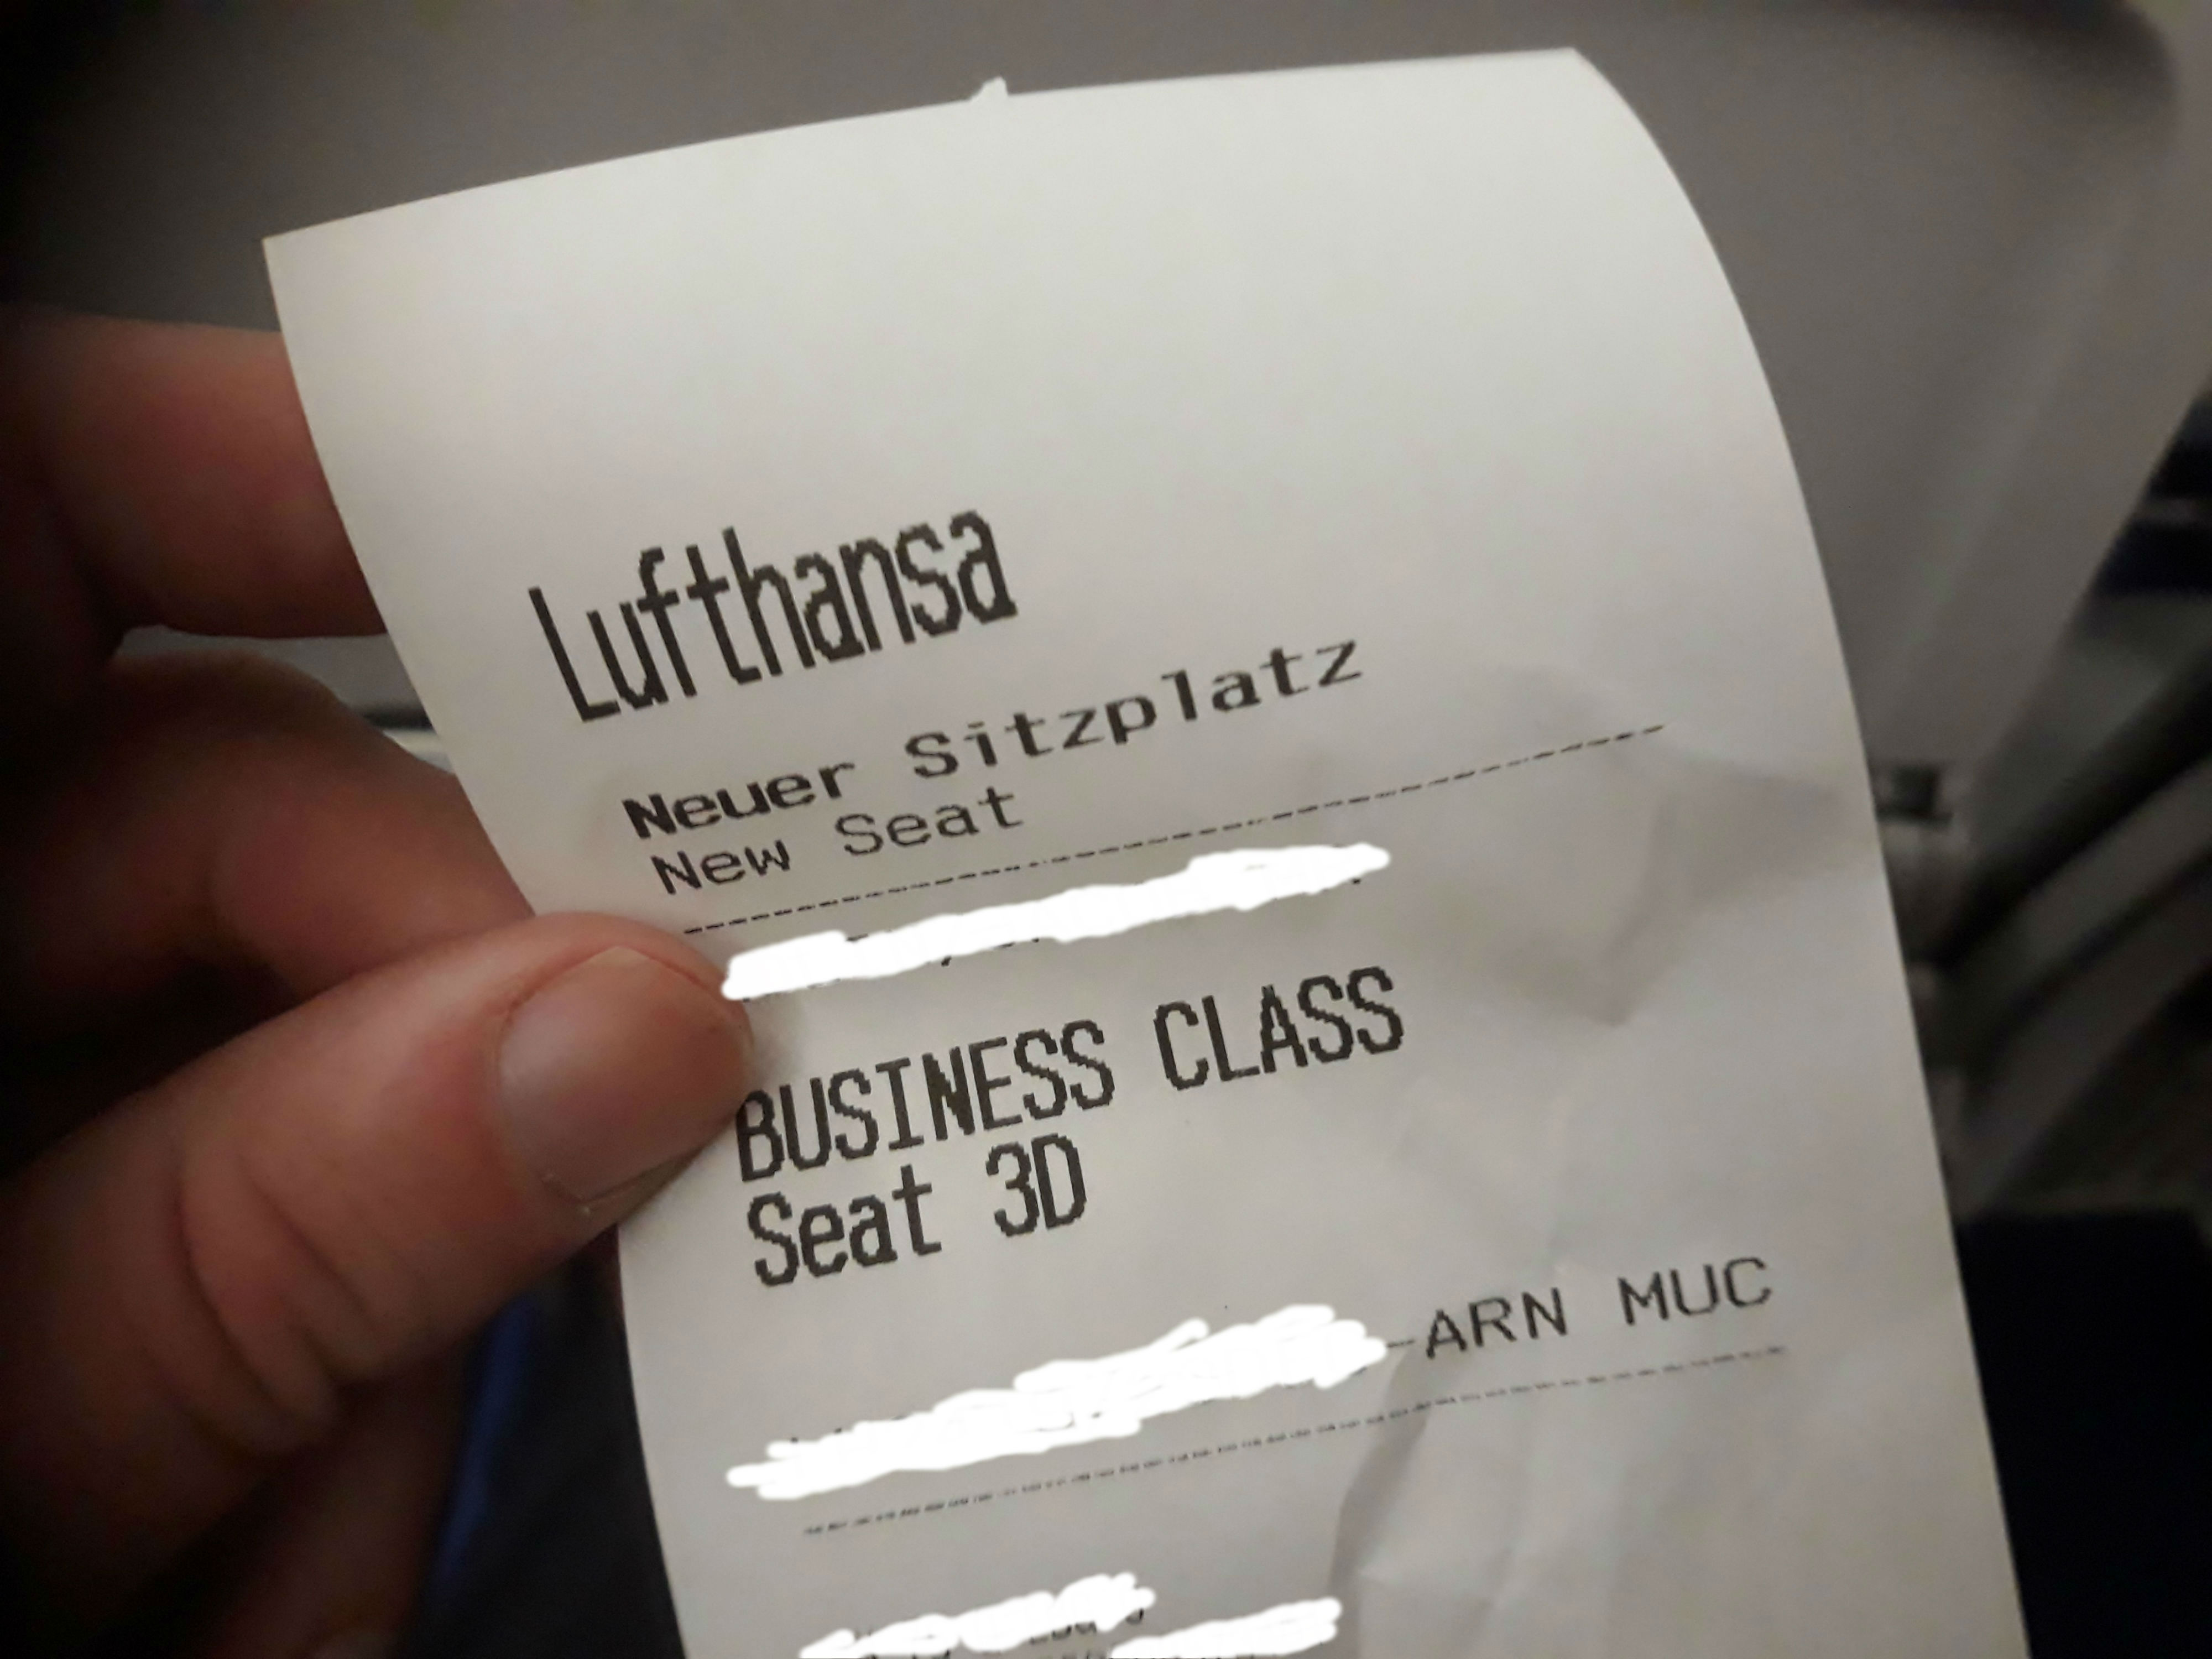 Lufthansa
Neuer Sitzplatz
New Seat
BUSINESS CLASS
Seat 3D
-ARN MUC